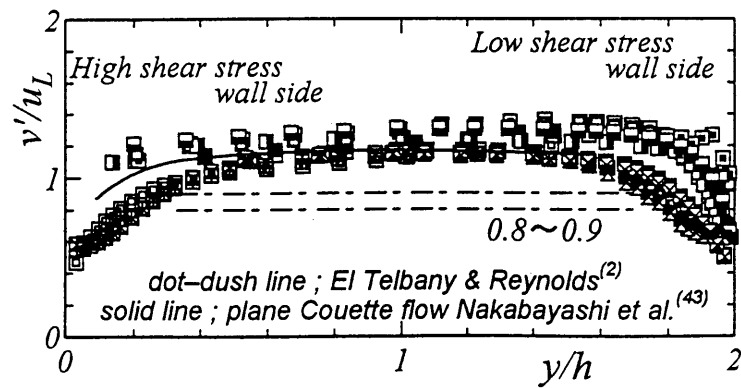 2
High shear stress
wall side
Low shear stress
wall side
v'/u_L
1
0.8~0.9
dot–dush line ; El Telbany & Reynolds(2)
solid line ; plane Couette flow Nakabayashi et al.(43)
0
0
1
y/h
2